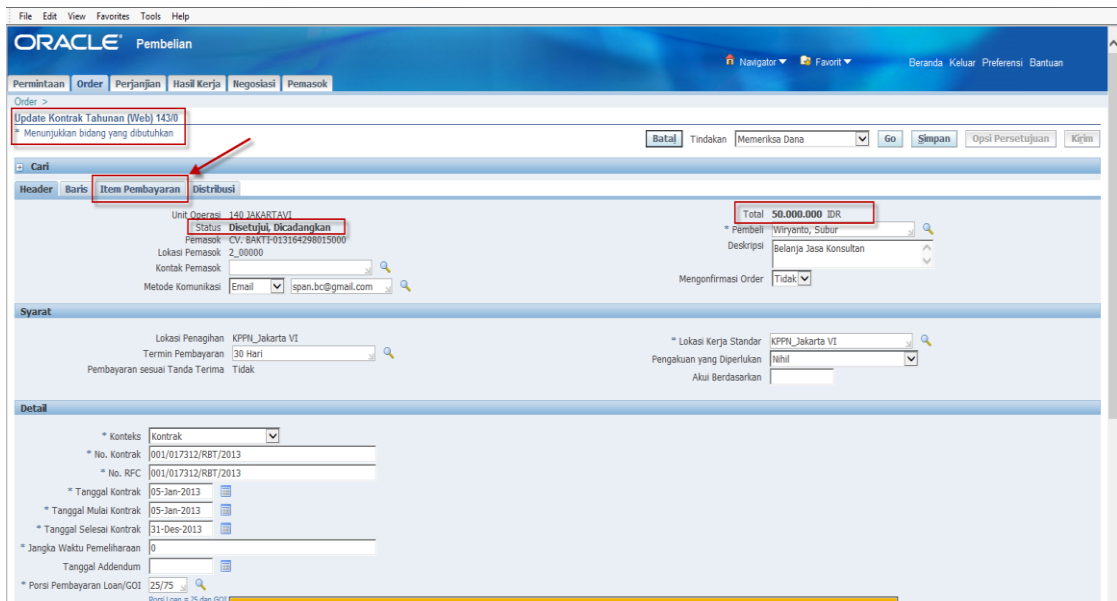 File Edit View Favorites Tools Help
ORACLE Pembelian
Navigator Favorit Beranda Keluar Preferensi Bantuan
Permintaan Order Perjanjian Hasil Kerja Negosiasi Pemasok
Order >
Update Kontrak Tahunan (Web) 143/0
* Menunjukkan bidang yang dibutuhkan
Batal Tindakan Memeriksa Dana Go Simpan Opsi Persetujuan Kirim
Cari
Header Baris Item Pembayaran Distribusi
Unit Operasi 140 JAKARTAVI
Total 50.000.000 IDR
Status Disetujui, Dicadangkan
* Pembeli Wiryanto, Subur
Pemasok CV. BAKTI-013164298015000
Deskripsi Belanja Jasa Konsultan
Lokasi Pemasok 2_00000
Kontak Pemasok
Mengonfirmasi Order Tidak
Metode Komunikasi Email span.bc@gmail.com
Syarat
Lokasi Penagihan KPPN_Jakarta VI
* Lokasi Kerja Standar KPPN_Jakarta VI
Termin Pembayaran 30 Hari
Pengakuan yang Diperlukan Nihil
Pembayaran sesuai Tanda Terima Tidak
Akui Berdasarkan
Detail
* Konteks Kontrak
* No. Kontrak 001/017312/RBT/2013
* No. RFC 001/017312/RBT/2013
* Tanggal Kontrak 05-Jan-2013
* Tanggal Mulai Kontrak 05-Jan-2013
* Tanggal Selesai Kontrak 31-Des-2013
* Jangka Waktu Pemeliharaan 0
Tanggal Addendum
* Porsi Pembayaran Loan/GOI 25/75
Porsi Loan = 25 dan GOI